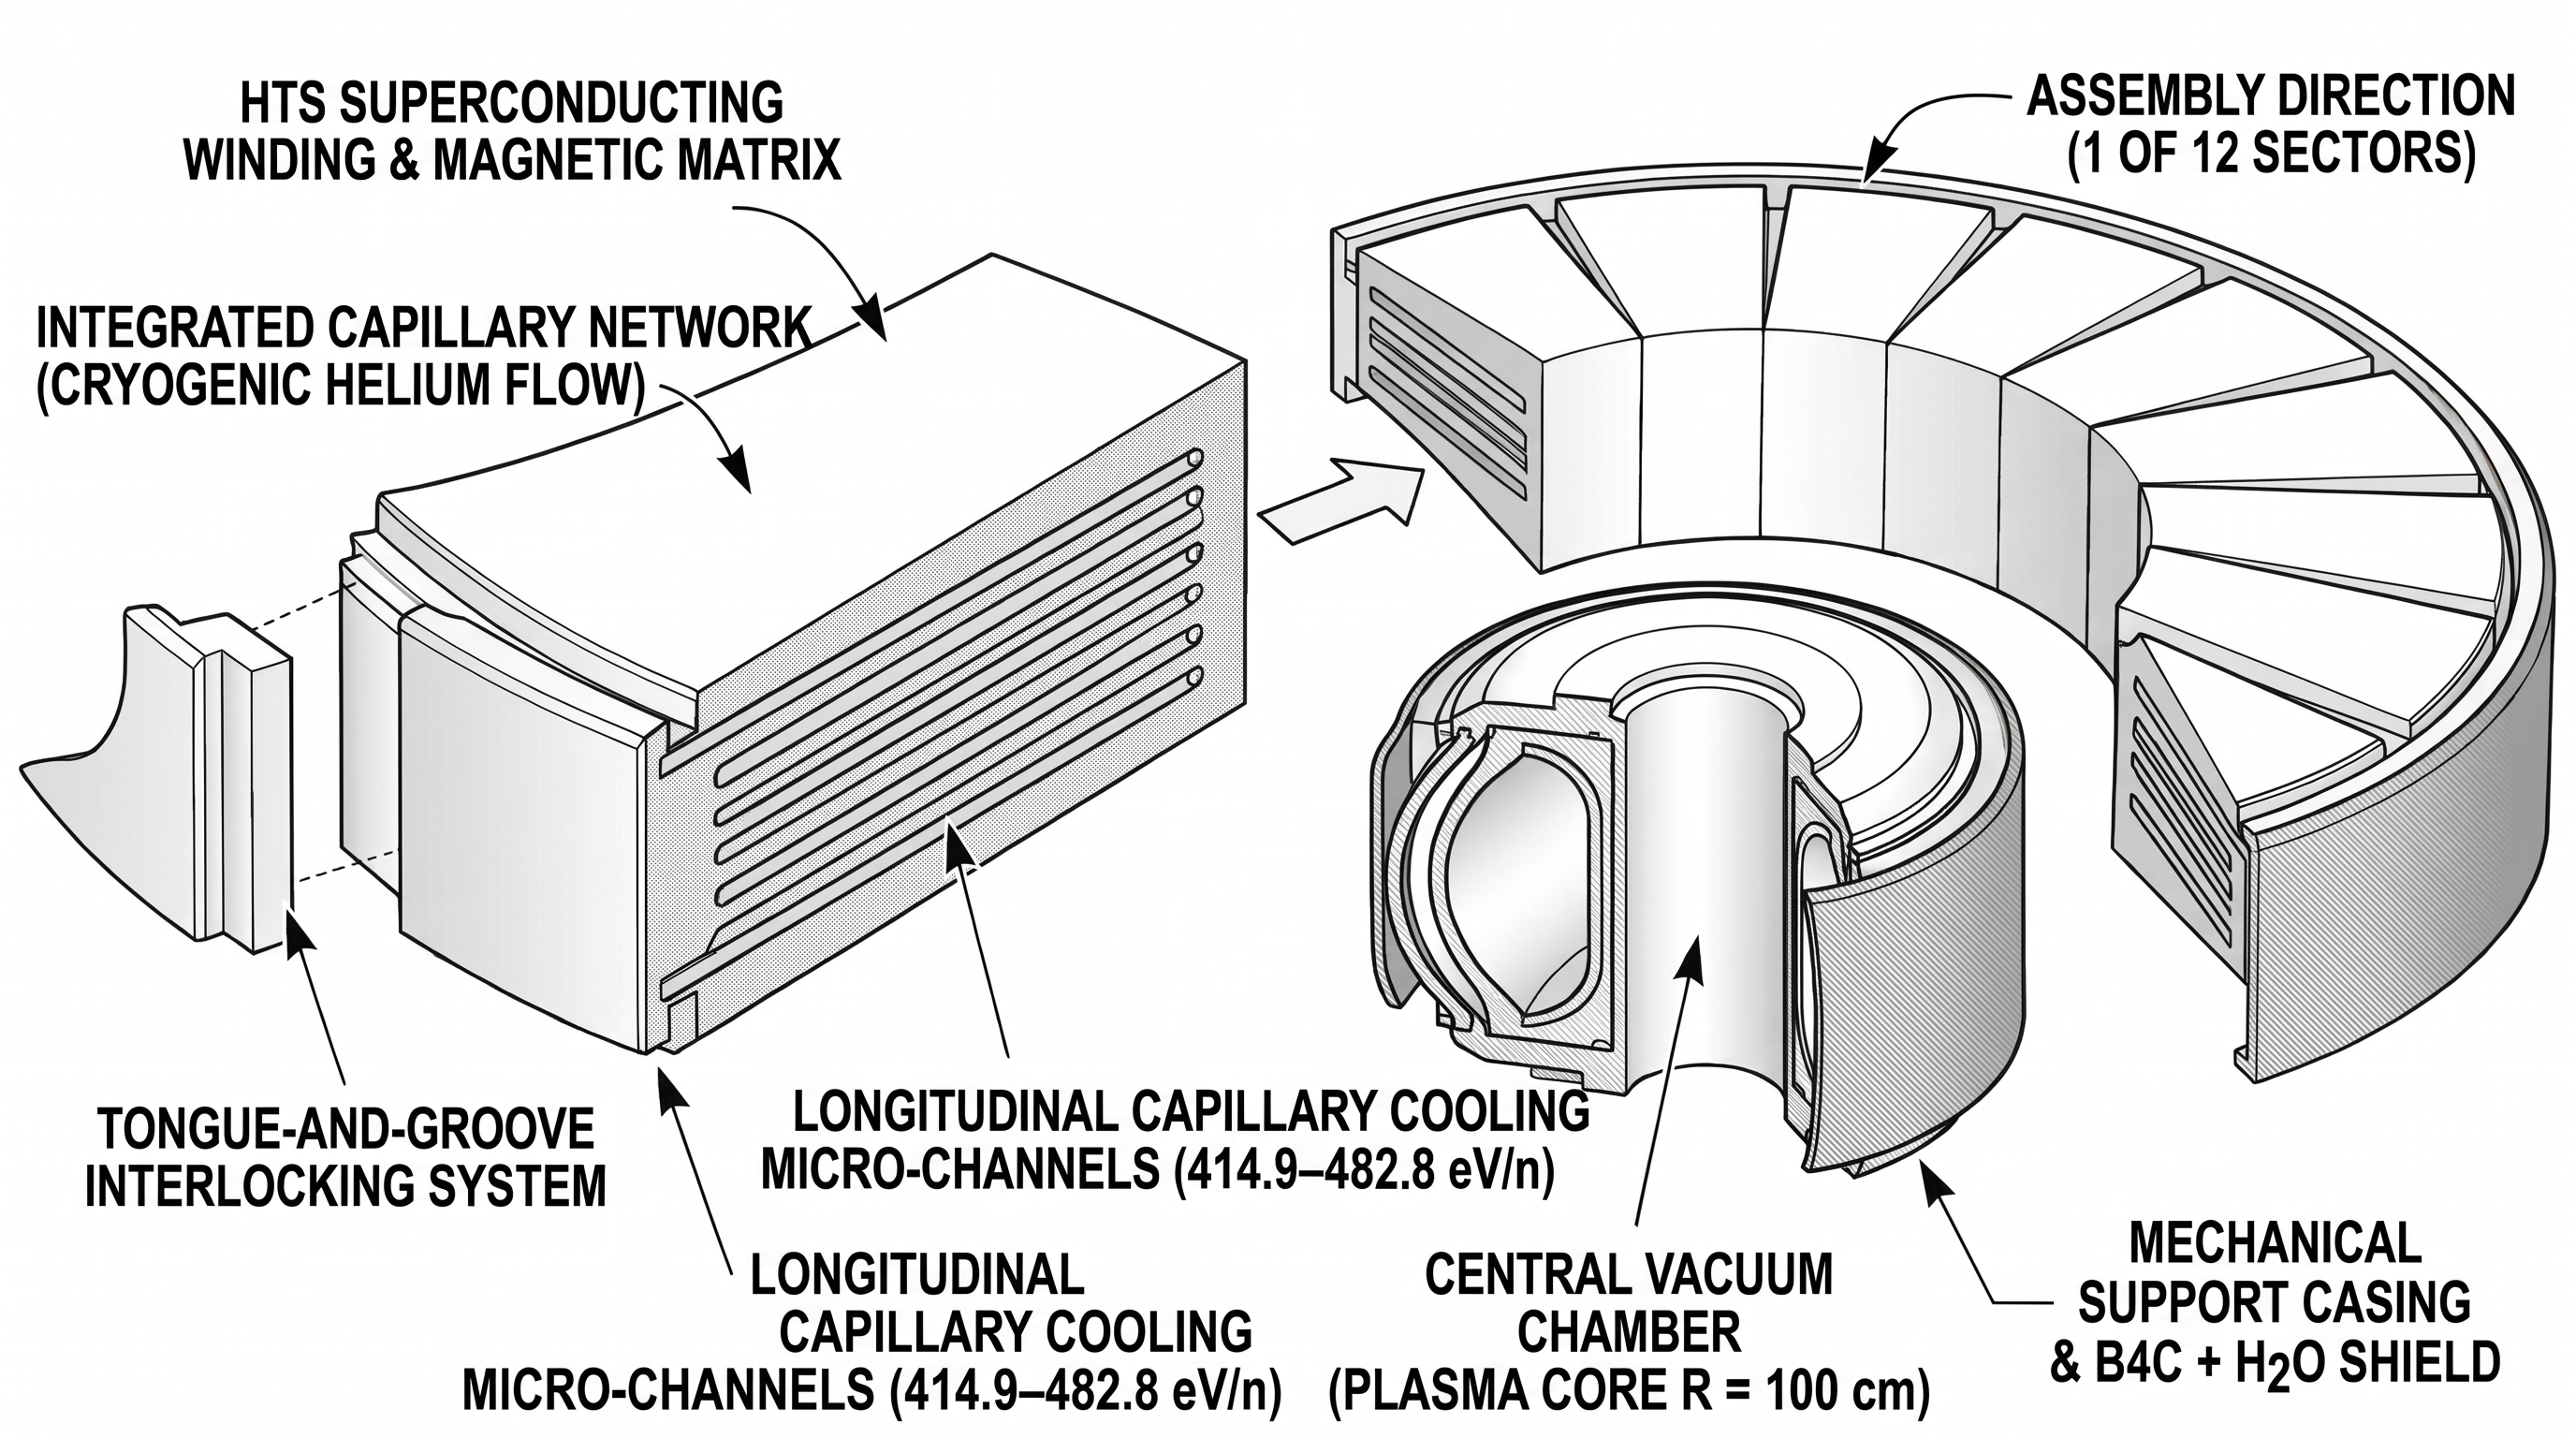 HTS SUPERCONDUCTING
WINDING & MAGNETIC MATRIX
INTEGRATED CAPILLARY NETWORK
(CRYOGENIC HELIUM FLOW)
ASSEMBLY DIRECTION
(1 OF 12 SECTORS)
TONGUE-AND-GROOVE
INTERLOCKING SYSTEM
LONGITUDINAL CAPILLARY COOLING
MICRO-CHANNELS (414.9–482.8 eV/n)
LONGITUDINAL
CAPILLARY COOLING
MICRO-CHANNELS (414.9–482.8 eV/n)
CENTRAL VACUUM
CHAMBER
(PLASMA CORE R = 100 cm)
MECHANICAL
SUPPORT CASING
& B4C + H₂O SHIELD